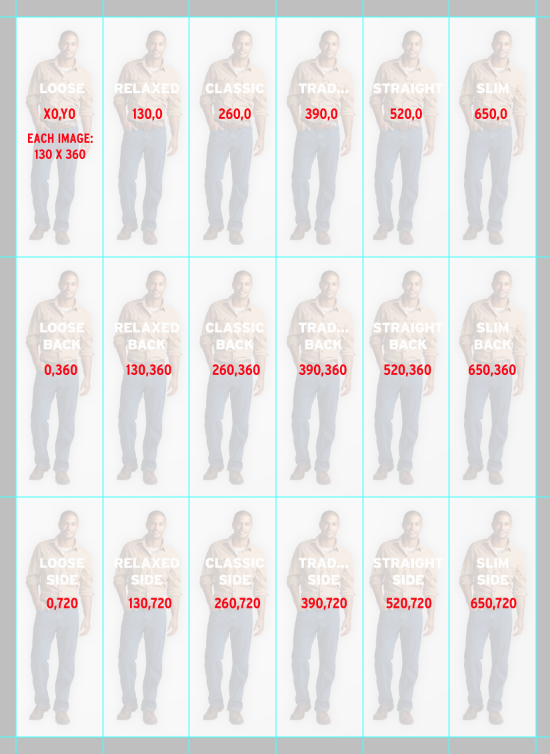 LOOSE
RELAXED
CLASSIC
TRAD...
STRAIGHT
SLIM
X0,Y0
130,0
260,0
390,0
520,0
650,0
EACH IMAGE:
130 X 360
LOOSE
BACK
RELAXED
BACK
CLASSIC
BACK
TRAD...
BACK
STRAIGHT
BACK
SLIM
BACK
0,360
130,360
260,360
390,360
520,360
650,360
LOOSE
SIDE
RELAXED
SIDE
CLASSIC
SIDE
TRAD...
SIDE
STRAIGHT
SIDE
SLIM
SIDE
0,720
130,720
260,720
390,720
520,720
650,720